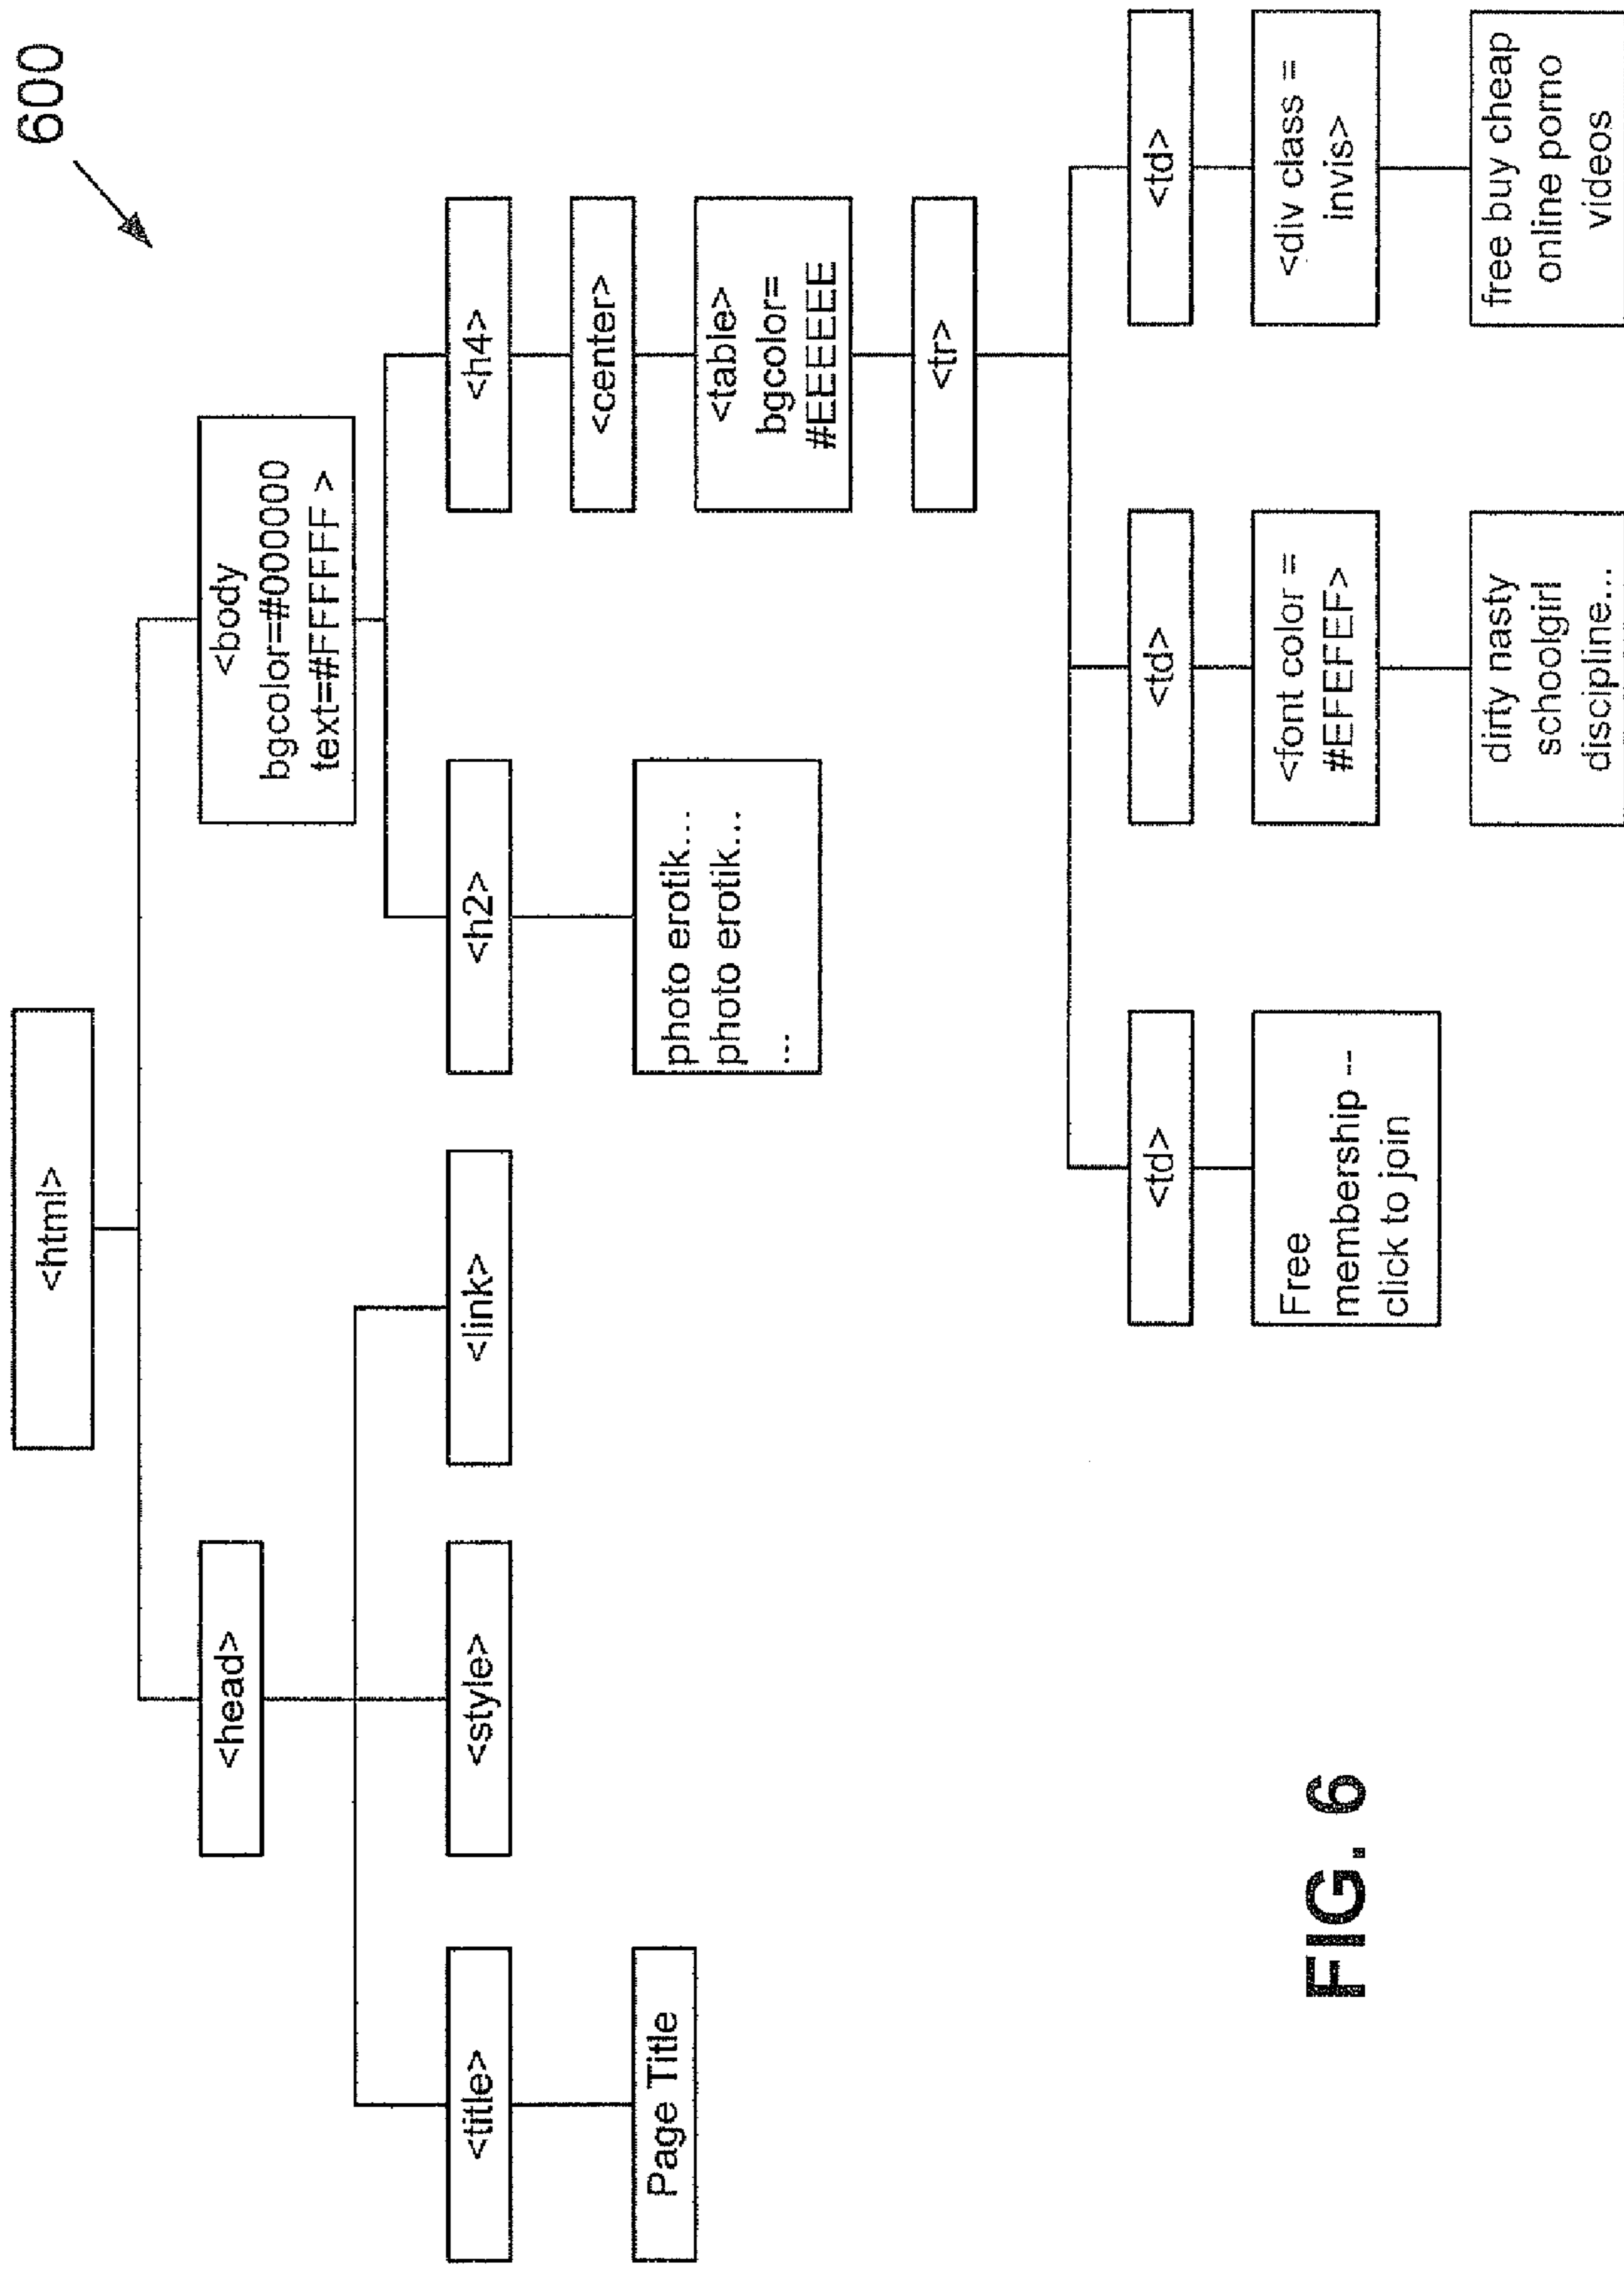 600
<html>
<head>
<body
bgcolor=#000000
text=#FFFFFF >
<title>
<style>
<link>
<h2>
<h4>
Page Title
photo erotik...
photo erotik...
...
<center>
<table>
bgcolor=
#EEEEEE
<tr>
<td>
<td>
<td>
Free
membership --
click to join
<font color =
#EFEFEF>
<div class =
invis>
dirty nasty
schoolgirl
discipline...
free buy cheap
online porno
videos
FIG. 6